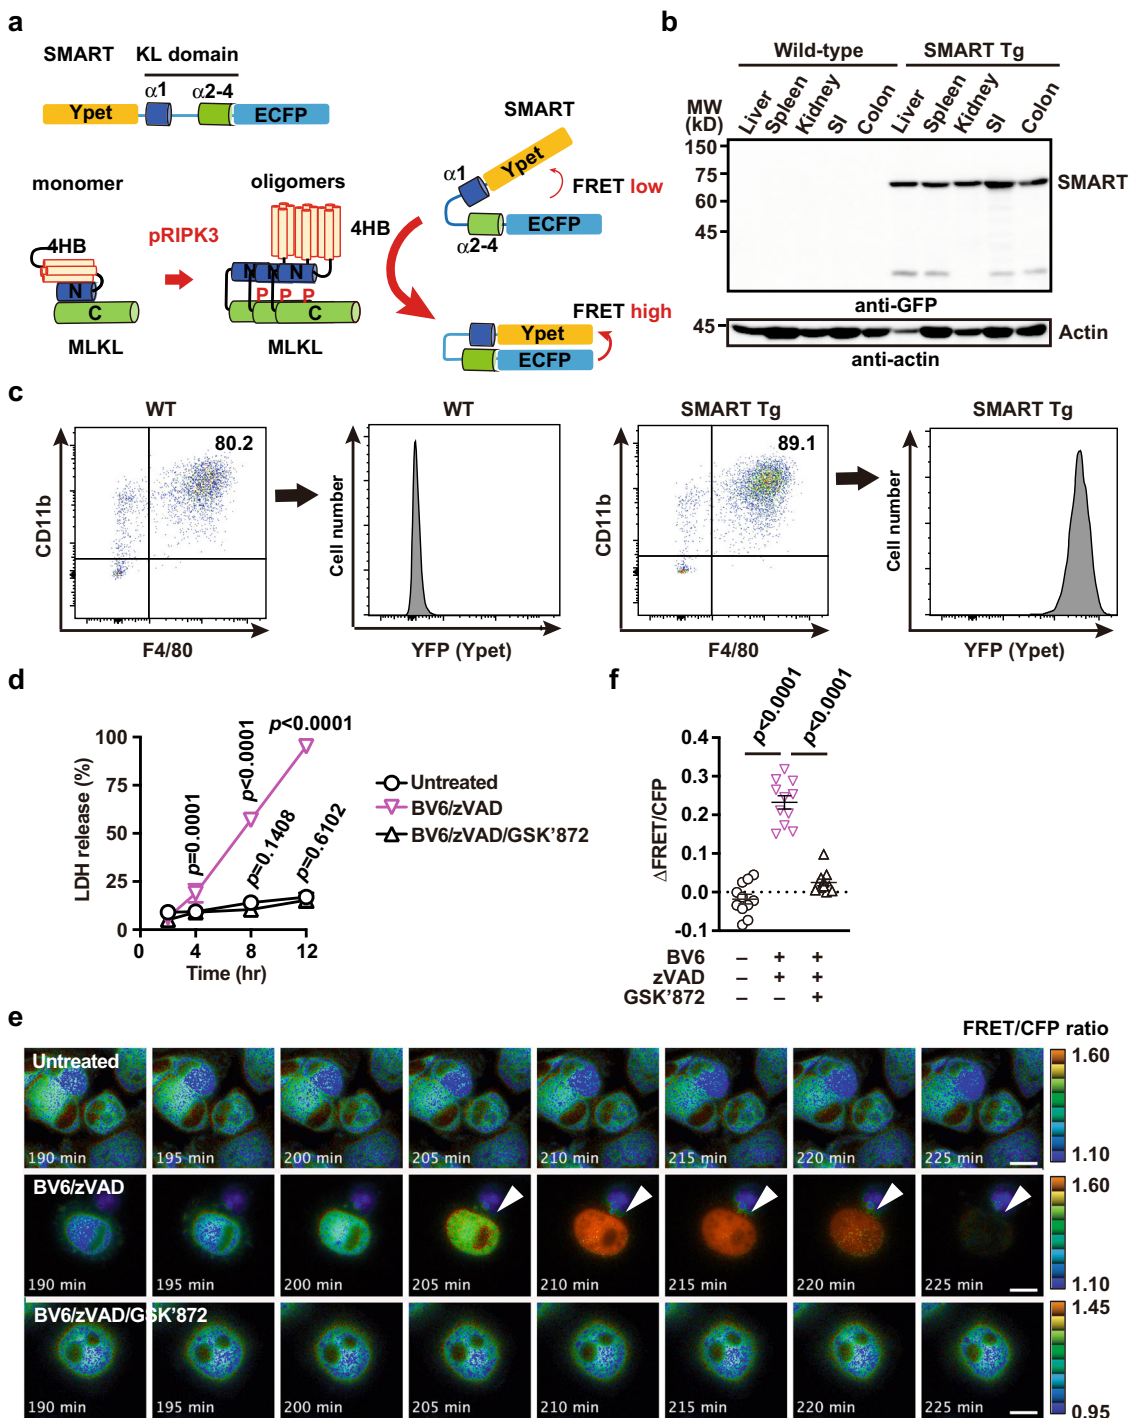 a
SMART KL domain
α1 α2-4
Ypet ECFP
monomer
4HB
N
C
MLKL
pRIPK3
oligomers
4HB
N N N
P P P
C
MLKL
SMART
α1
Ypet
FRET low
ECFP
α2-4
FRET high
Ypet
ECFP
b
Wild-type SMART Tg
MW (kD)
Liver Spleen Kidney SI Colon Liver Spleen Kidney SI Colon
150
75
60
45
SMART
anti-GFP
45
Actin
anti-actin
c
WT
80.2
CD11b
F4/80
WT
Cell number
YFP (Ypet)
SMART Tg
89.1
CD11b
F4/80
SMART Tg
Cell number
YFP (Ypet)
d
LDH release (%)
100
75
50
25
0
0 4 8 12
Time (hr)
p=0.0001
p<0.0001
p<0.0001
p=0.1408
p=0.6102
Untreated
BV6/zVAD
BV6/zVAD/GSK'872
f
p<0.0001
p<0.0001
ΔFRET/CFP
0.4
0.3
0.2
0.1
0.0
-0.1
BV6 – + +
zVAD – + +
GSK'872 – – +
e
FRET/CFP ratio
Untreated
190 min 195 min 200 min 205 min 210 min 215 min 220 min 225 min
1.60
1.10
BV6/zVAD
190 min 195 min 200 min 205 min 210 min 215 min 220 min 225 min
1.60
1.10
BV6/zVAD/GSK'872
190 min 195 min 200 min 205 min 210 min 215 min 220 min 225 min
1.45
0.95